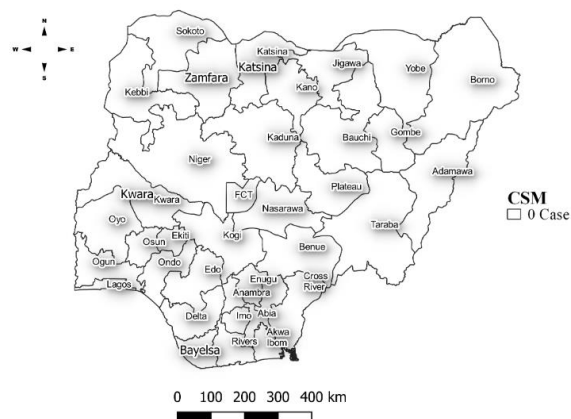 N
W E
S
Sokoto
Katsina
Katsina
Jigawa
Yobe
Borno
Zamfara
Kebbi
Kano
Kaduna
Bauchi
Gombe
Niger
Adamawa
FCT
Plateau
Kwara
Kwara
Nasarawa
CSM
0 Case
Oyo
Taraba
Osun
Ekiti
Kogi
Benue
Ogun
Ondo
Edo
Enugu
Cross
River
Lagos
Anambra
Delta
Imo
Abia
Akwa
Ibom
Bayelsa
Rivers
0 100 200 300 400 km